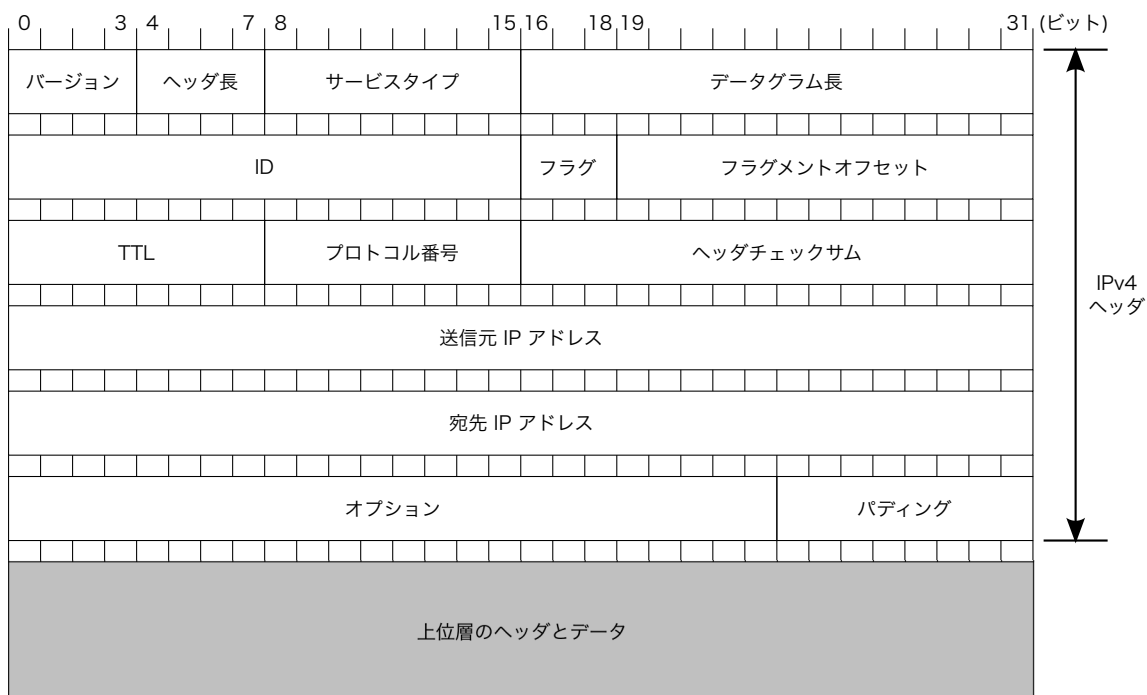 0 3 4 7 8 15 16 18 19 31 (ビット)
バージョン ヘッダ長 サービスタイプ データグラム長
ID フラグ フラグメントオフセット
TTL プロトコル番号 ヘッダチェックサム
IPv4
ヘッダ
送信元 IP アドレス
宛先 IP アドレス
オプション パディング
上位層のヘッダとデータ